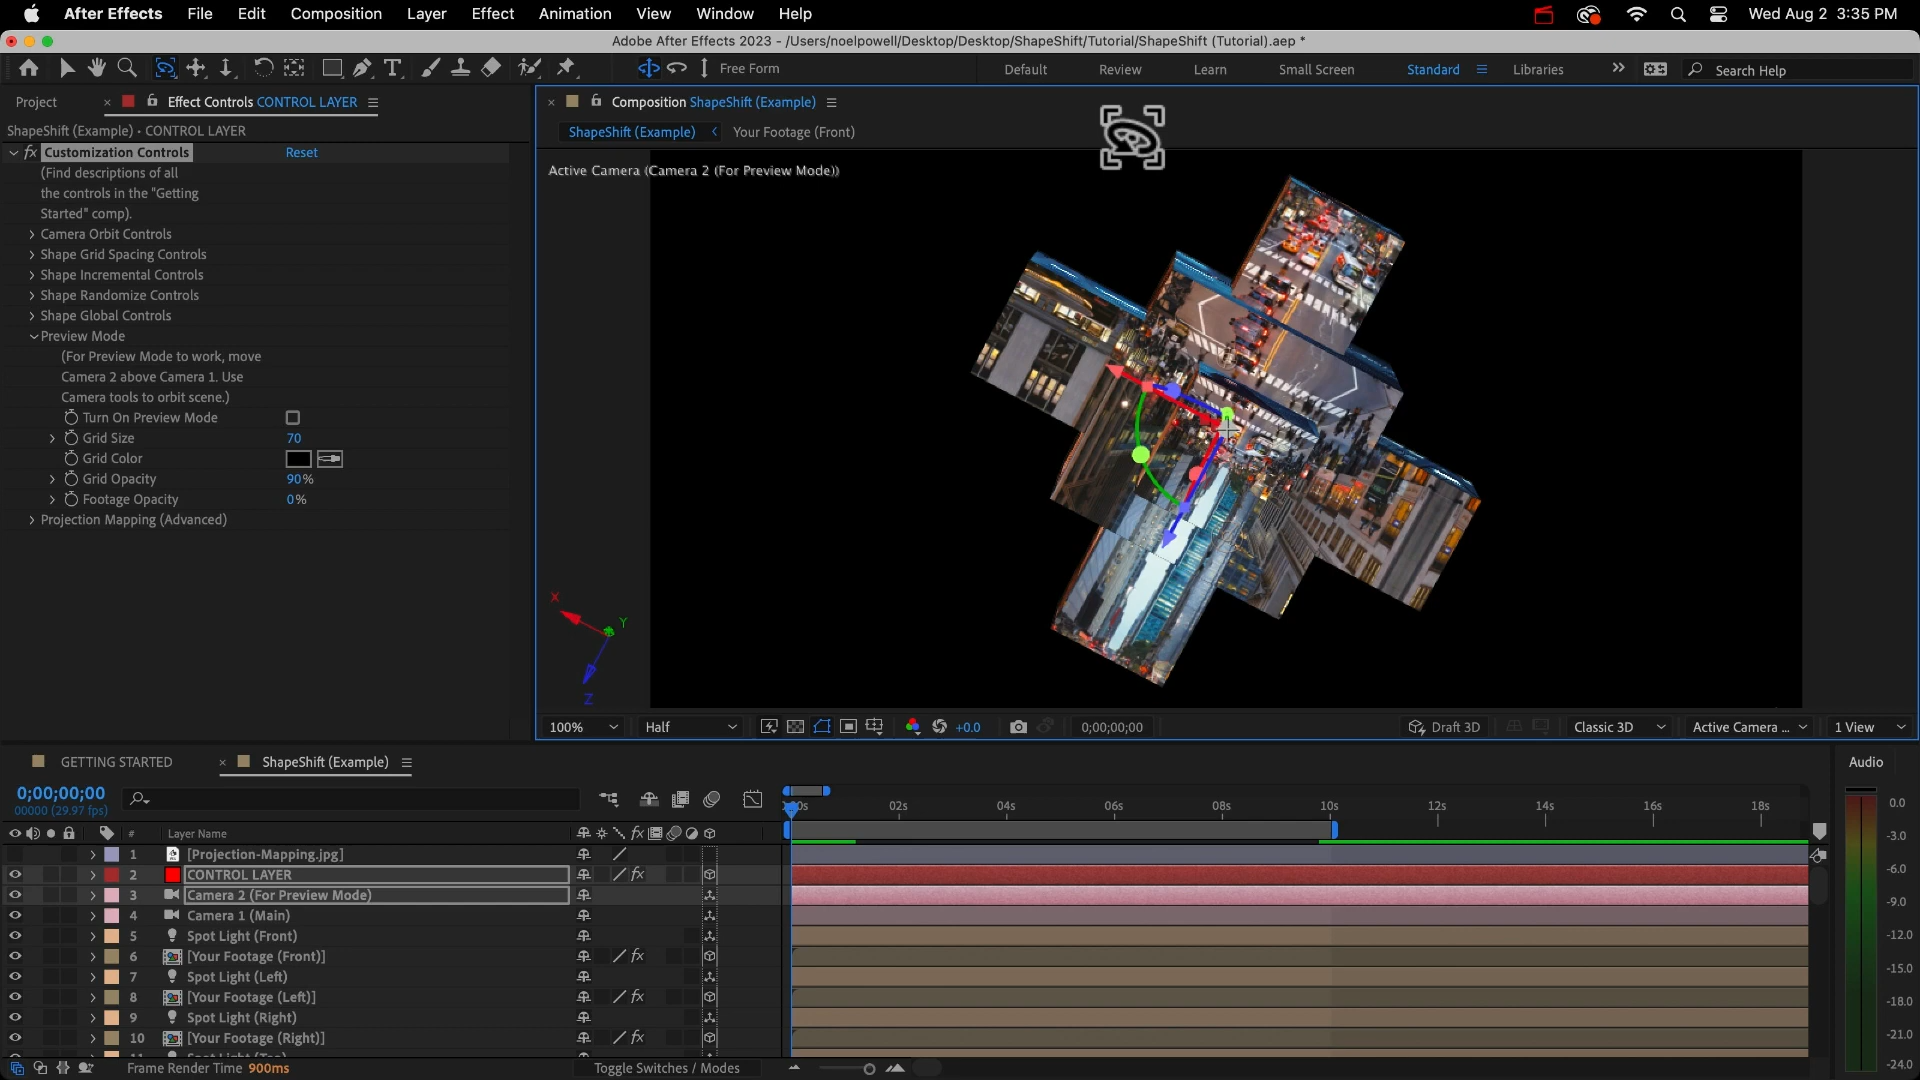 After Effects File Edit Composition Layer Effect Animation View Window Help Wed Aug 2 3:35 PM
Adobe After Effects 2023 - /Users/noelpowell/Desktop/Desktop/ShapeShift/Tutorial/ShapeShift (Tutorial).aep *
Free Form Default Review Learn Small Screen Standard Libraries Search Help
Project Effect Controls CONTROL LAYER Composition ShapeShift (Example)
ShapeShift (Example) • CONTROL LAYER
ShapeShift (Example) Your Footage (Front)
fx Customization Controls Reset
Active Camera (Camera 2 (For Preview Mode))
(Find descriptions of all
the controls in the "Getting
Started" comp).
Camera Orbit Controls
Shape Grid Spacing Controls
Shape Incremental Controls
Shape Randomize Controls
Shape Global Controls
Preview Mode
(For Preview Mode to work, move
Camera 2 above Camera 1. Use
Camera tools to orbit scene.)
Turn On Preview Mode
Grid Size 70
Grid Color
Grid Opacity 90%
Footage Opacity 0%
Projection Mapping (Advanced)
X
Y
Z
100% Half +0.0 0;00;00;00 Draft 3D Classic 3D Active Camera ... 1 View
GETTING STARTED ShapeShift (Example) Audio
0;00;00;00
00000 (29.97 fps)
02s 04s 06s 08s 10s 12s 14s 16s 18s
# Layer Name fx
1 [Projection-Mapping.jpg]
2 CONTROL LAYER fx
3 Camera 2 (For Preview Mode)
4 Camera 1 (Main)
5 Spot Light (Front)
6 [Your Footage (Front)] fx
7 Spot Light (Left)
8 [Your Footage (Left)] fx
9 Spot Light (Right)
10 [Your Footage (Right)] fx
0.0
-3.0
-6.0
-9.0
-12.0
-15.0
-18.0
-21.0
-24.0
Frame Render Time 900ms Toggle Switches / Modes